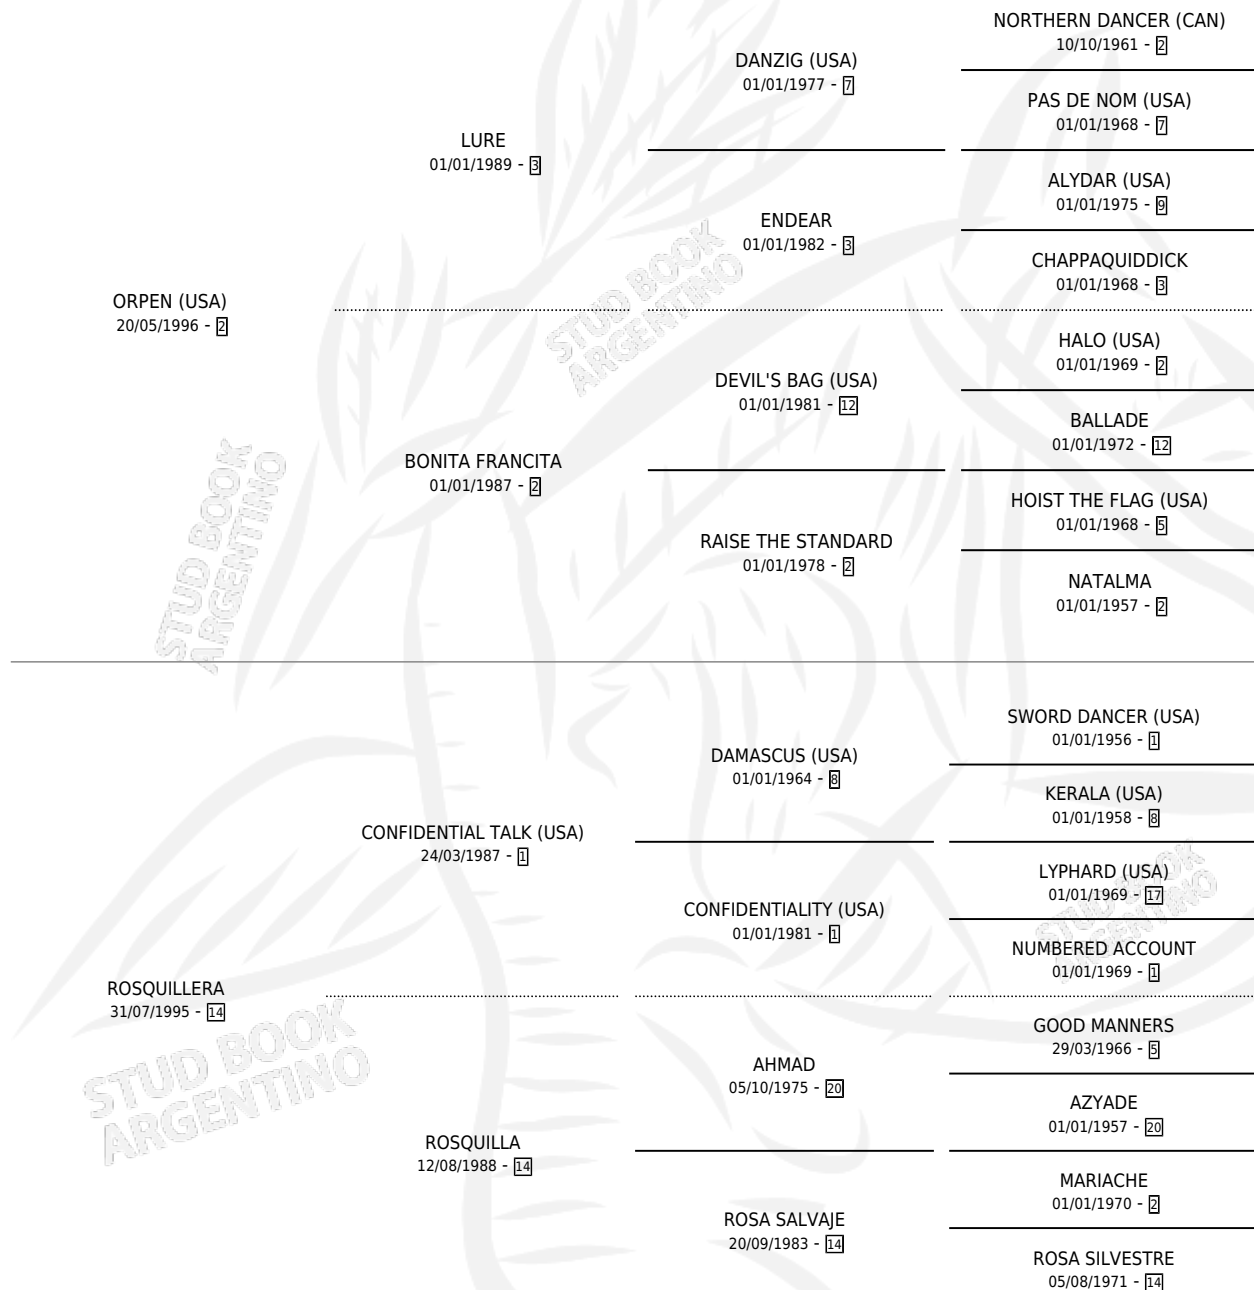 NORTHERN DANCER (CAN)
10/10/1961 - 2
DANZIG (USA)
01/01/1977 - 7
PAS DE NOM (USA)
01/01/1968 - 7
LURE
01/01/1989 - 3
ALYDAR (USA)
01/01/1975 - 9
ENDEAR
01/01/1982 - 3
CHAPPAQUIDDICK
01/01/1968 - 3
ORPEN (USA)
20/05/1996 - 2
HALO (USA)
01/01/1969 - 2
DEVIL'S BAG (USA)
01/01/1981 - 12
BALLADE
01/01/1972 - 12
BONITA FRANCITA
01/01/1987 - 2
HOIST THE FLAG (USA)
01/01/1968 - 5
RAISE THE STANDARD
01/01/1978 - 2
NATALMA
01/01/1957 - 2
SWORD DANCER (USA)
01/01/1956 - 1
DAMASCUS (USA)
01/01/1964 - 8
KERALA (USA)
01/01/1958 - 8
CONFIDENTIAL TALK (USA)
24/03/1987 - 1
LYPHARD (USA)
01/01/1969 - 17
CONFIDENTIALITY (USA)
01/01/1981 - 1
NUMBERED ACCOUNT
01/01/1969 - 1
ROSQUILLERA
31/07/1995 - 14
GOOD MANNERS
29/03/1966 - 5
AHMAD
05/10/1975 - 20
AZYADE
01/01/1957 - 20
ROSQUILLA
12/08/1988 - 14
MARIACHE
01/01/1970 - 2
ROSA SALVAJE
20/09/1983 - 14
ROSA SILVESTRE
05/08/1971 - 14
STUD BOOK
ARGENTINO
STUD BOOK
ARGENTINO
STUD BOOK
ARGENTINO
STUD BOOK
ARGENTINO